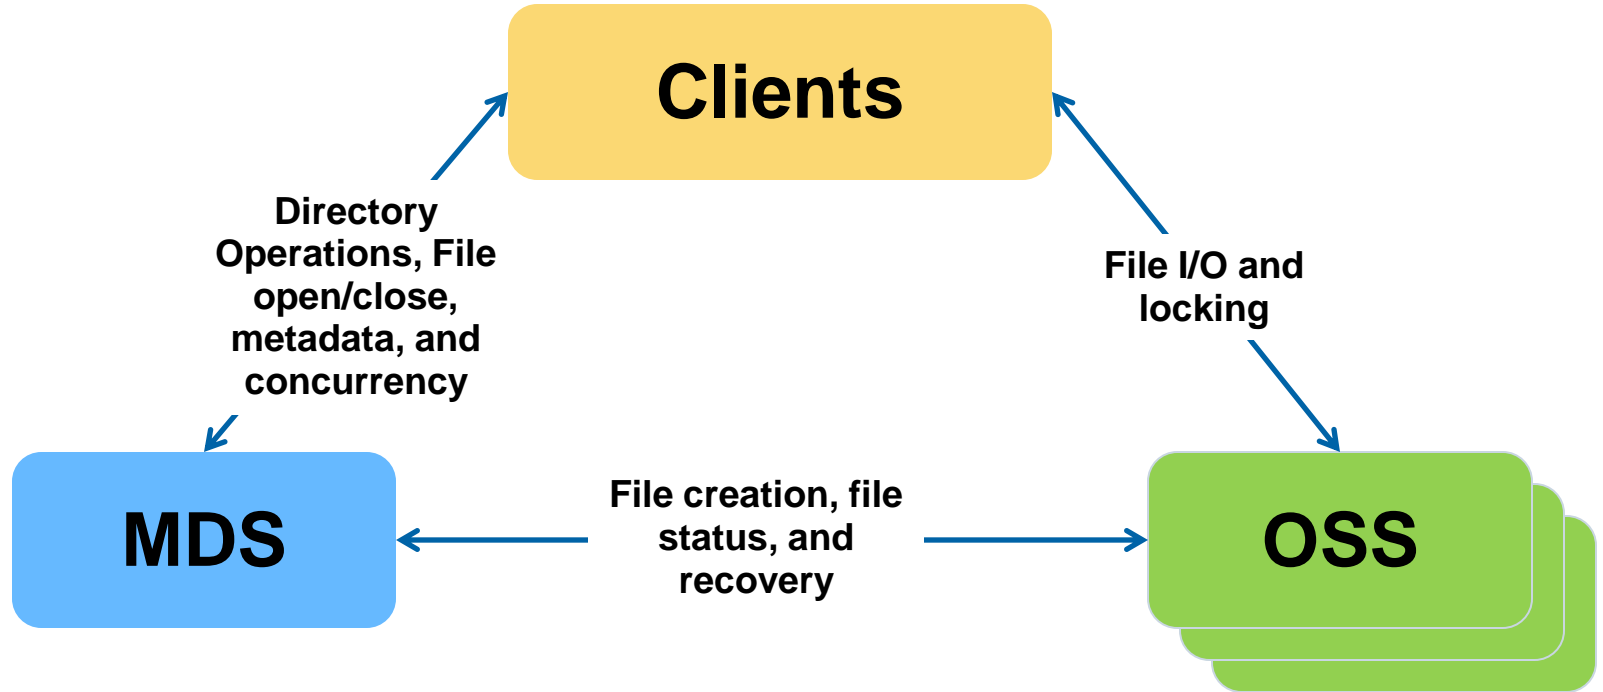 Clients
Directory
Operations, File
open/close,
metadata, and
concurrency
File I/O and
locking
MDS
File creation, file
status, and
recovery
OSS